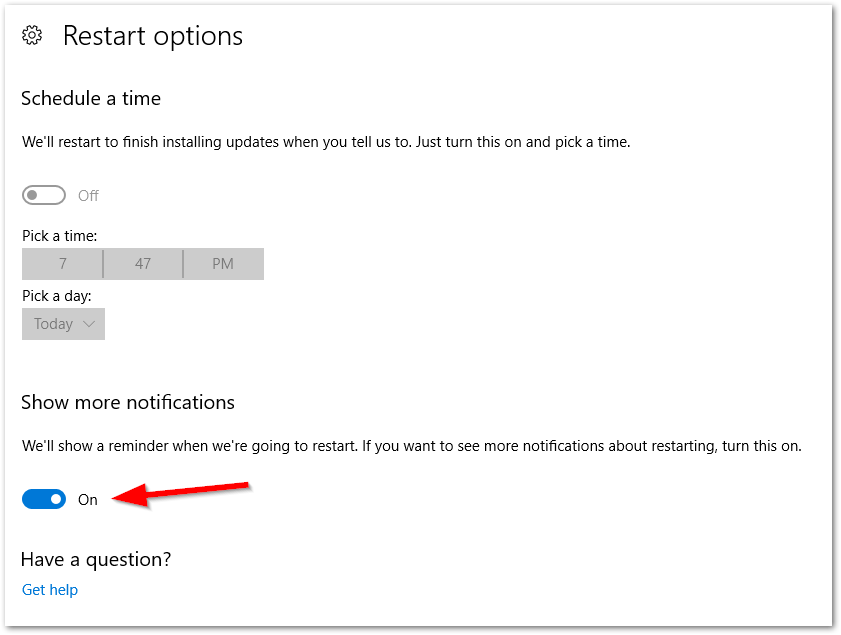 Restart options
Schedule a time
We'll restart to finish installing updates when you tell us to. Just turn this on and pick a time.
Off
Pick a time:
7 47 PM
Pick a day:
Today
Show more notifications
We'll show a reminder when we're going to restart. If you want to see more notifications about restarting, turn this on.
On
Have a question?
Get help